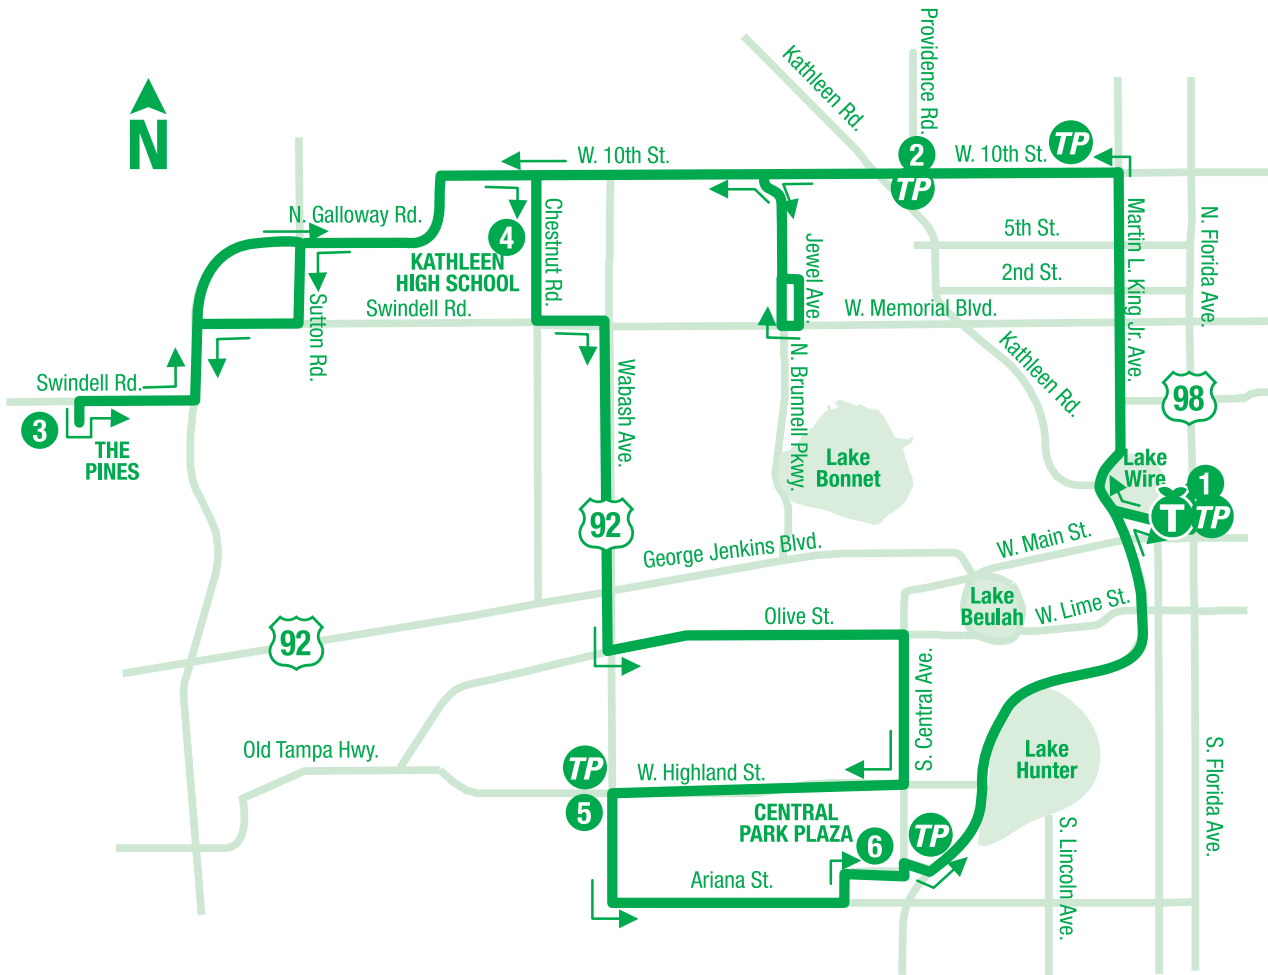 Providence Rd.
Kathleen Rd.
N
W. 10th St.
2
W. 10th St.
TP
TP
N. Galloway Rd.
Chestnut Rd.
4
KATHLEEN
HIGH SCHOOL
Jewel Ave.
5th St.
2nd St.
Martin L. King Jr. Ave.
N. Florida Ave.
Sutton Rd.
Swindell Rd.
W. Memorial Blvd.
Swindell Rd.
3
THE
PINES
Wabash Ave.
N. Brunnell Pkwy.
Kathleen Rd.
98
Lake
Bonnet
Lake
Wire
1
T
TP
92
George Jenkins Blvd.
W. Main St.
92
Olive St.
Lake
Beulah
W. Lime St.
S. Central Ave.
Old Tampa Hwy.
TP
W. Highland St.
Lake
Hunter
S. Florida Ave.
5
CENTRAL
PARK PLAZA
6
TP
S. Lincoln Ave.
Ariana St.